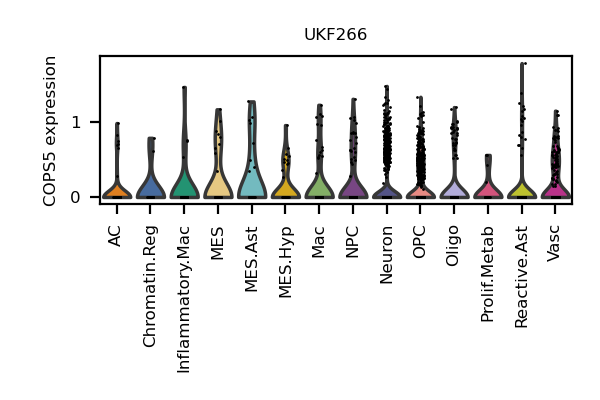 UKF266
COPS5 expression
1
0
AC
Chromatin.Reg
Inflammatory.Mac
MES
MES.Ast
MES.Hyp
Mac
NPC
Neuron
OPC
Oligo
Prolif.Metab
Reactive.Ast
Vasc